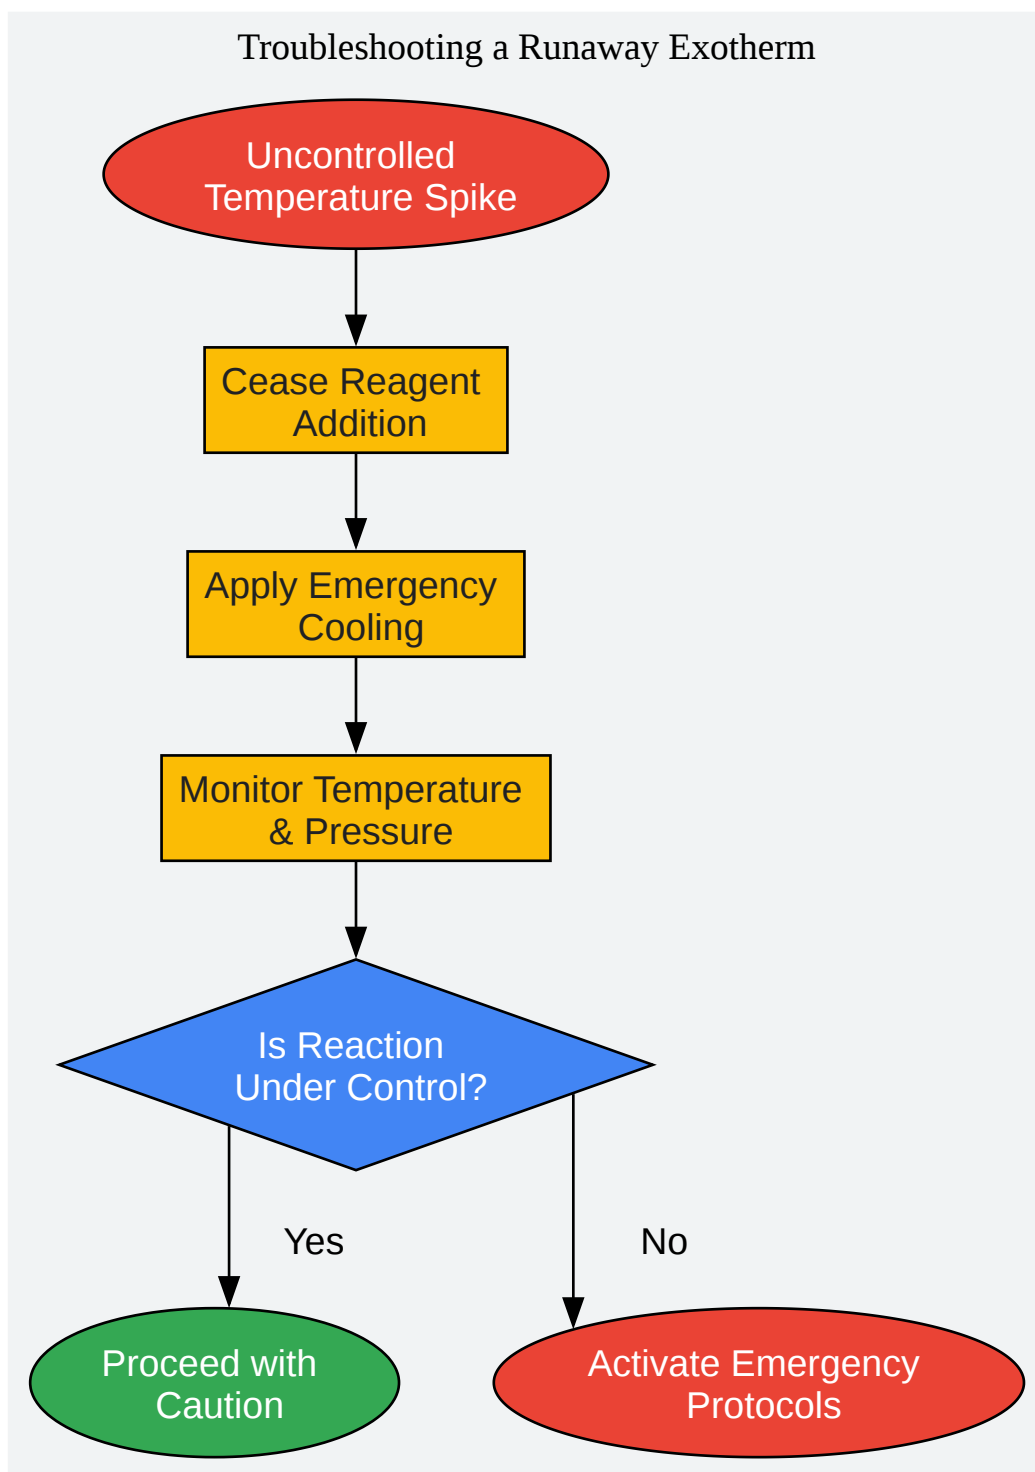 Troubleshooting a Runaway Exotherm
Uncontrolled
Temperature Spike
Cease Reagent
Addition
Apply Emergency
Cooling
Monitor Temperature
& Pressure
Is Reaction
Under Control?
Yes
No
Proceed with
Caution
Activate Emergency
Protocols